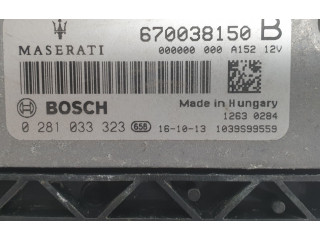 MASERATI 670038150 B
000000 000 A152 12V
BOSCH Made in Hungary
1263 0284
0 281 033 323 656 16-10-13 1039S99559